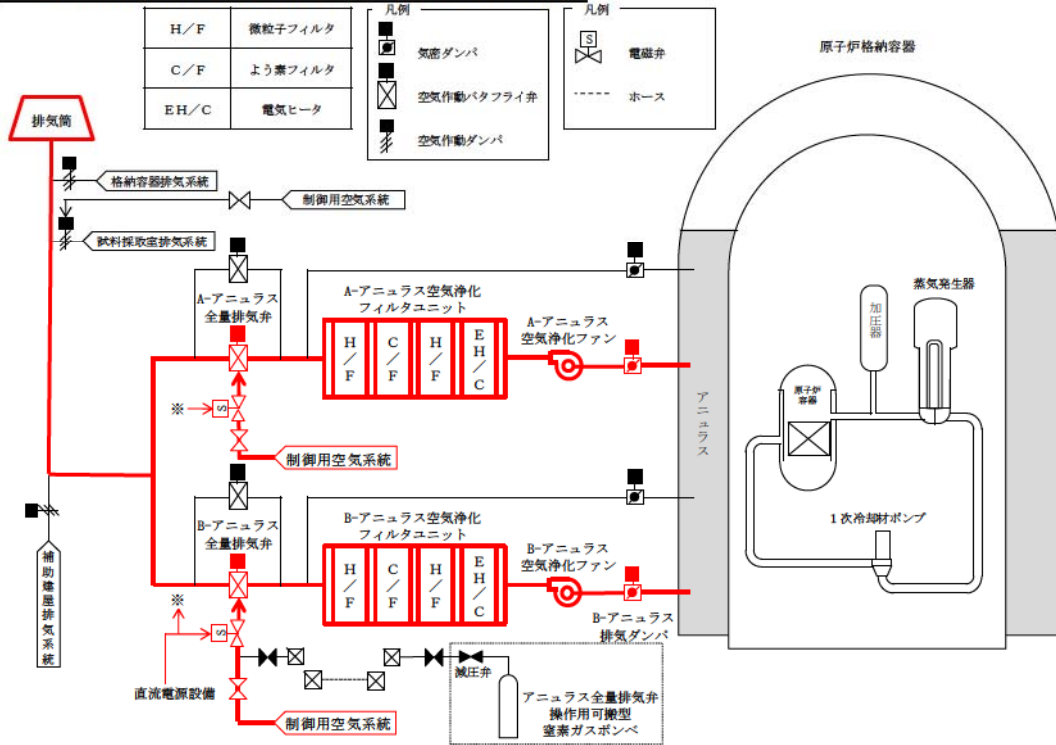 H/F 微粒子フィルタ
C/F よう素フィルタ
EH/C 電気ヒータ
凡例
気密ダンパ
空気作動バタフライ弁
空気作動ダンパ
凡例
S 電磁弁
ホース
原子炉格納容器
排気筒
格納容器排気系統
制御用空気系統
試料採取室排気系統
A-アニュラス
全量排気弁
A-アニュラス空気浄化
フィルタユニット
H/F
C/F
H/F
EH/C
A-アニュラス
空気浄化ファン
※
S
制御用空気系統
アニュラス
蒸気発生器
加圧器
原子炉
容器
1次冷却材ポンプ
B-アニュラス
全量排気弁
B-アニュラス空気浄化
フィルタユニット
H/F
C/F
H/F
EH/C
B-アニュラス
空気浄化ファン
B-アニュラス
排気ダンパ
補助建屋排気系統
※
S
直流電源設備
制御用空気系統
減圧弁
アニュラス全量排気弁
操作用可搬型
窒素ガスボンベ